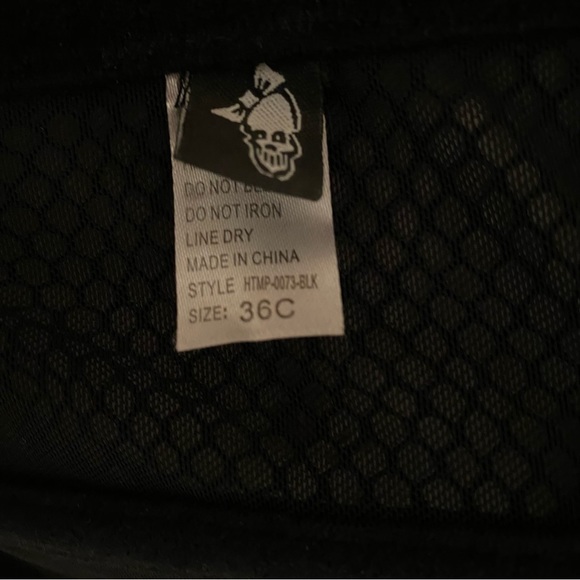 DO NOT
DO NOT IRON
LINE DRY
MADE IN CHINA
STYLE HTMP-0073-BLK
SIZE: 36C